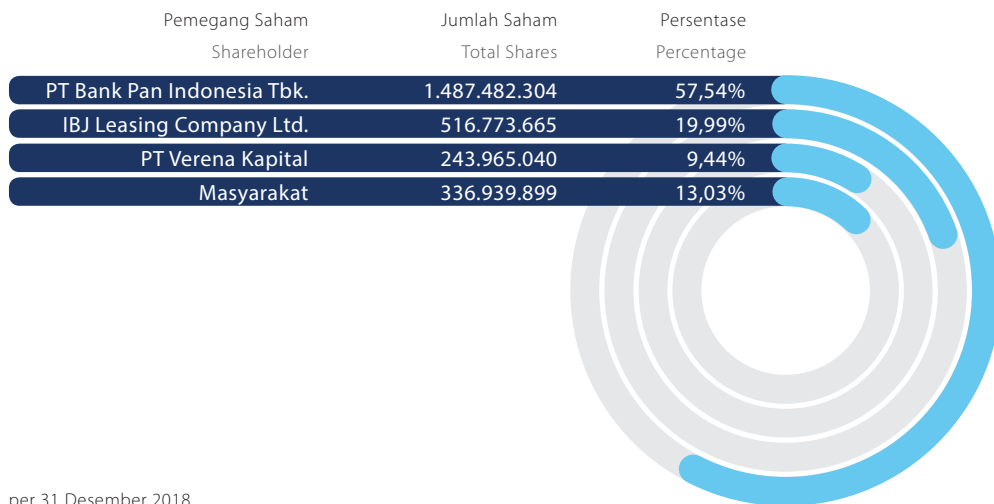 Pemegang Saham Jumlah Saham Persentase
Shareholder Total Shares Percentage
PT Bank Pan Indonesia Tbk. 1.487.482.304 57,54%
IBJ Leasing Company Ltd. 516.773.665 19,99%
PT Verena Kapital 243.965.040 9,44%
Masyarakat 336.939.899 13,03%
per 31 Desember 2018